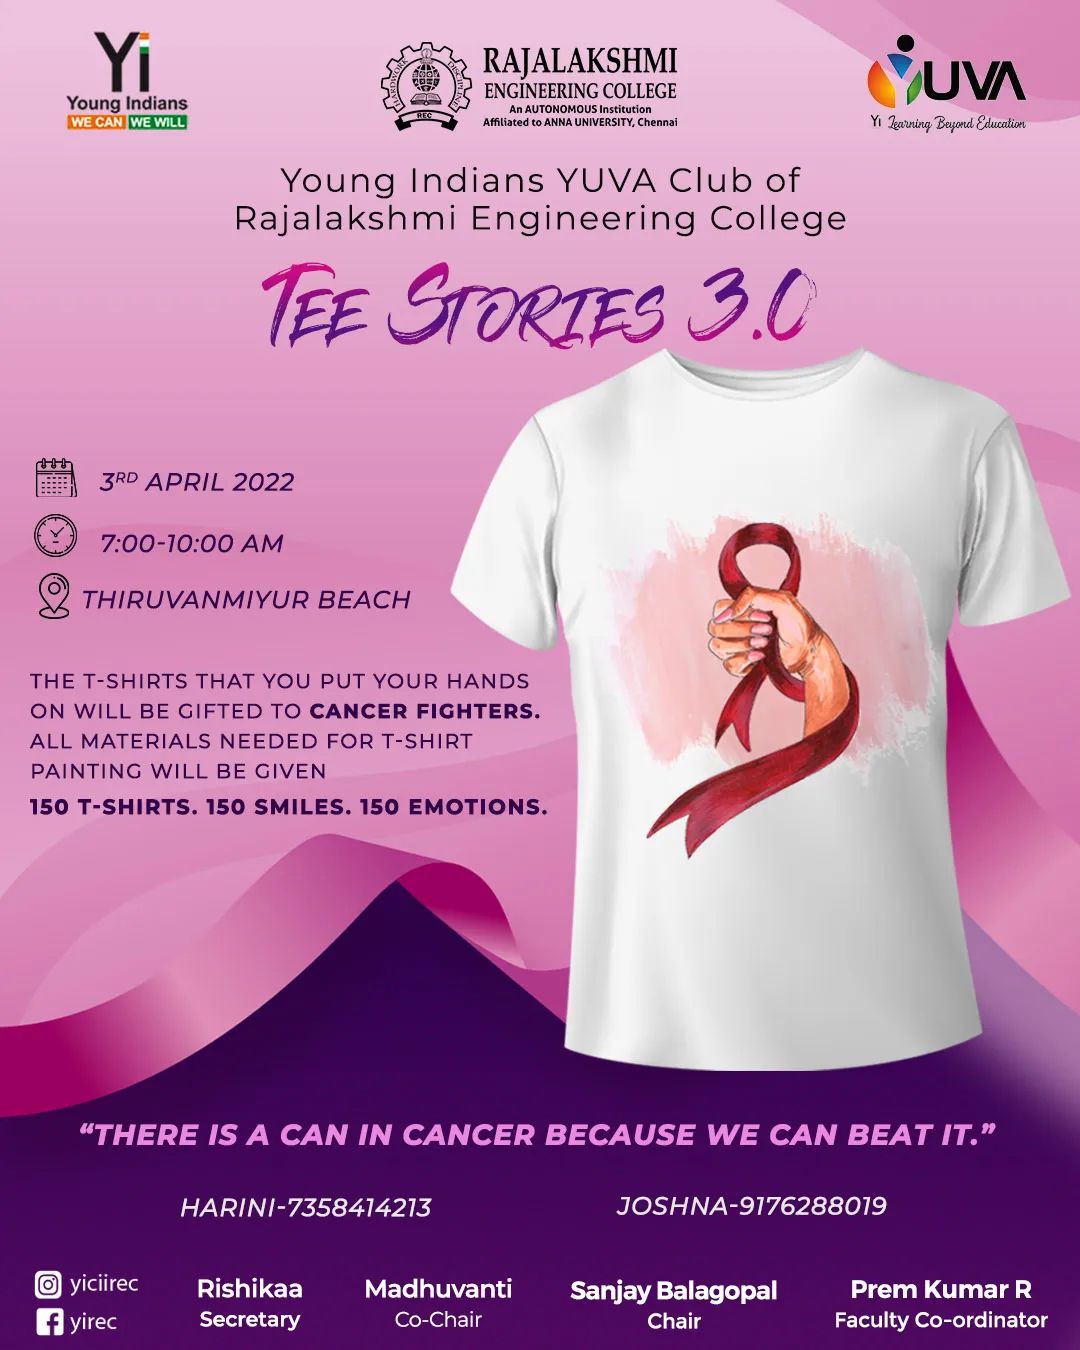 Yi
Young Indians
WE CAN WE WILL
HARDWORK DISCIPLINE
REC
RAJALAKSHMI
ENGINEERING COLLEGE
An AUTONOMOUS Institution
Affiliated to ANNA UNIVERSITY, Chennai
YUVA
Yi Learning Beyond Education
Young Indians YUVA Club of
Rajalakshmi Engineering College
TEE STORIES 3.0
3RD APRIL 2022
7:00-10:00 AM
THIRUVANMIYUR BEACH
THE T-SHIRTS THAT YOU PUT YOUR HANDS
ON WILL BE GIFTED TO CANCER FIGHTERS.
ALL MATERIALS NEEDED FOR T-SHIRT
PAINTING WILL BE GIVEN
150 T-SHIRTS. 150 SMILES. 150 EMOTIONS.
“THERE IS A CAN IN CANCER BECAUSE WE CAN BEAT IT.”
HARINI-7358414213
JOSHNA-9176288019
yiciirec
yirec
Rishikaa
Secretary
Madhuvanti
Co-Chair
Sanjay Balagopal
Chair
Prem Kumar R
Faculty Co-ordinator